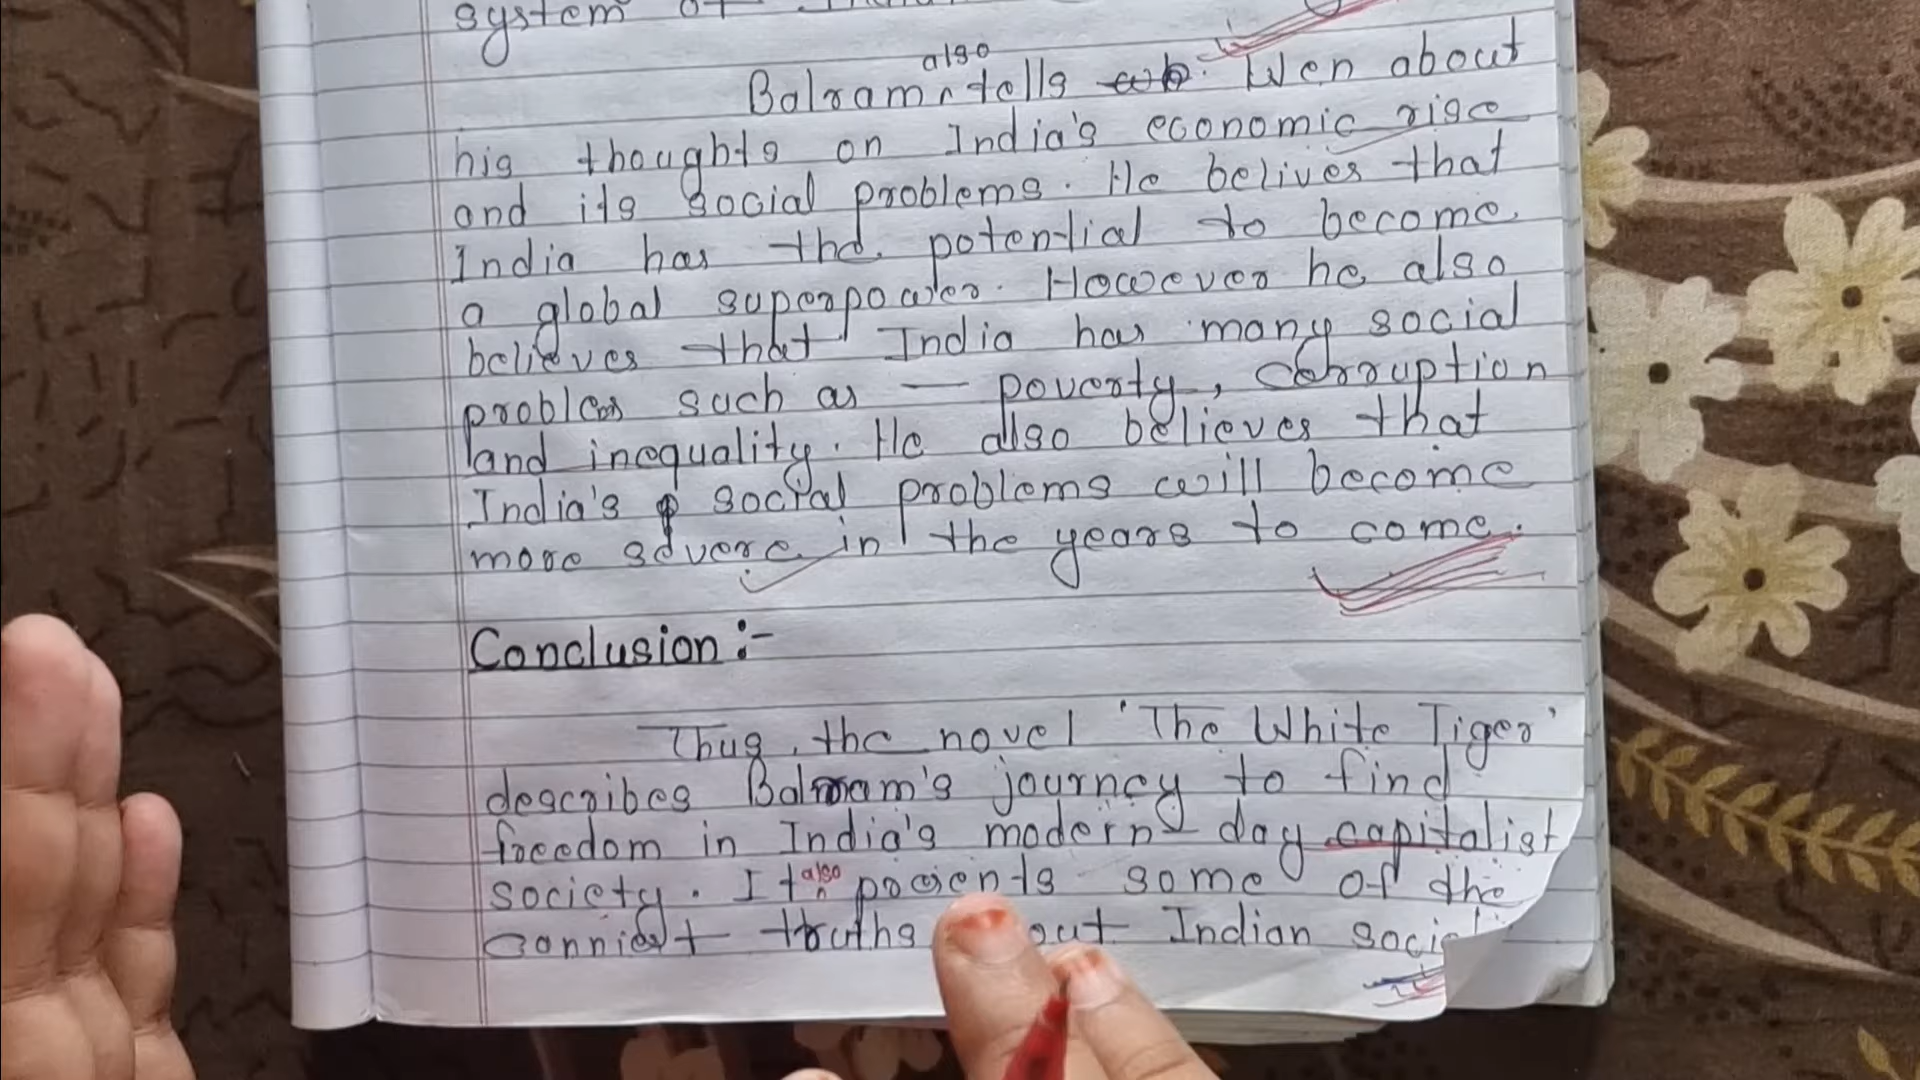 system of
also
Balram tells Wen about
his thoughts on India's economic rise
and its social problems. He belives that
India has the potential to become
a global superpower. However he also
believes that India has many social
problems such as — poverty, corruption
and inequality. He also believes that
India's social problems will become
more severe in the years to come.
Conclusion :-
Thus, the novel 'The White Tiger'
describes Balram's journey to find
freedom in India's modern day capitalist
society. It also presents some of the
truths Indian